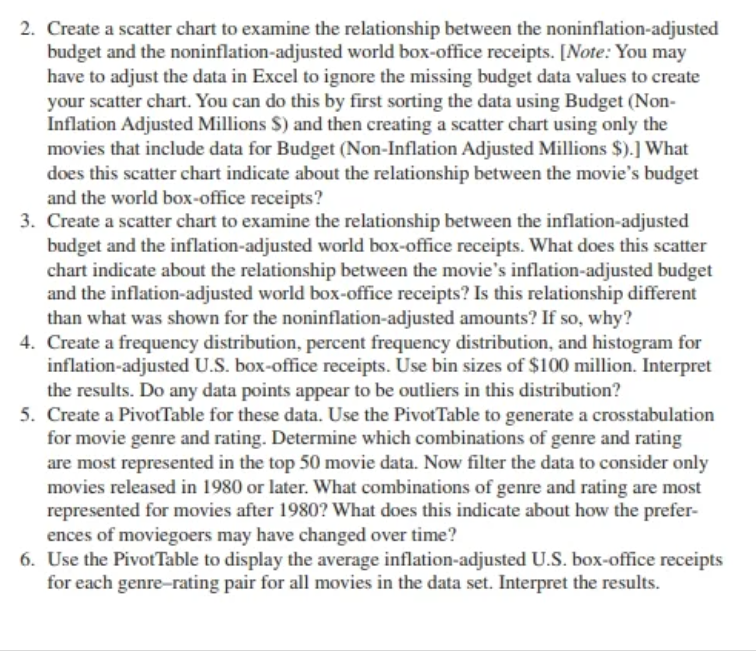 2. Create a scatter chart to examine the relationship between the noninflation-adjusted
budget and the noninflation-adjusted world box-office receipts. [Note: You may
have to adjust the data in Excel to ignore the missing budget data values to create
your scatter chart. You can do this by first sorting the data using Budget (Non-
Inflation Adjusted Millions $) and then creating a scatter chart using only the
movies that include data for Budget (Non-Inflation Adjusted Millions $).] What
does this scatter chart indicate about the relationship between the movie's budget
and the world box-office receipts?
3. Create a scatter chart to examine the relationship between the inflation-adjusted
budget and the inflation-adjusted world box-office receipts. What does this scatter
chart indicate about the relationship between the movie's inflation-adjusted budget
and the inflation-adjusted world box-office receipts? Is this relationship different
than what was shown for the noninflation-adjusted amounts? If so, why?
4. Create a frequency distribution, percent frequency distribution, and histogram for
inflation-adjusted U.S. box-office receipts. Use bin sizes of $100 million. Interpret
the results. Do any data points appear to be outliers in this distribution?
5. Create a PivotTable for these data. Use the PivotTable to generate a crosstabulation
for movie genre and rating. Determine which combinations of genre and rating
are most represented in the top 50 movie data. Now filter the data to consider only
movies released in 1980 or later. What combinations of genre and rating are most
represented for movies after 1980? What does this indicate about how the prefer-
ences of moviegoers may have changed over time?
6. Use the PivotTable to display the average inflation-adjusted U.S. box-office receipts
for each genre–rating pair for all movies in the data set. Interpret the results.